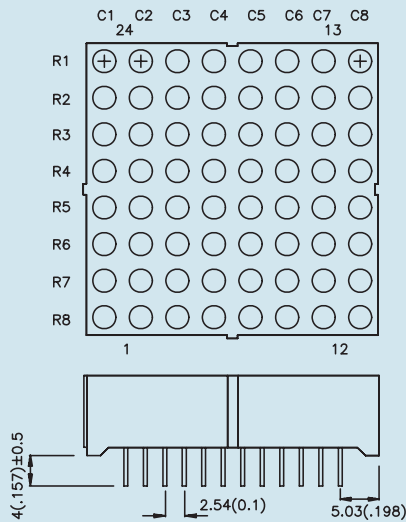 C1 C2 C3 C4 C5 C6 C7 C8
24 13
R1
R2
R3
R4
R5
R6
R7
R8
1 12
4(.157)±0.5
2.54(0.1)
5.03(.198)